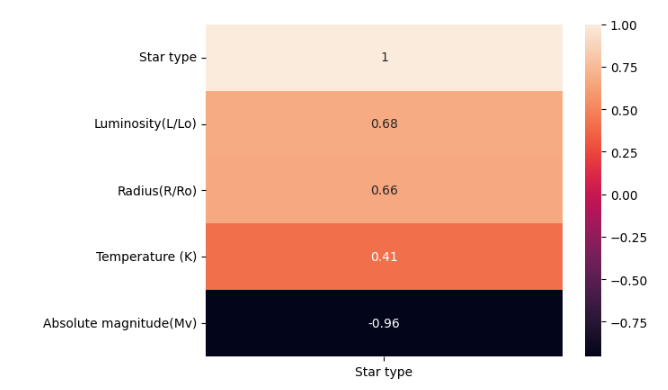 Star type
1
Luminosity(L/Lo)
0.68
Radius(R/Ro)
0.66
Temperature (K)
0.41
Absolute magnitude(Mv)
-0.96
Star type
1.00
0.75
0.50
0.25
0.00
−0.25
−0.50
−0.75